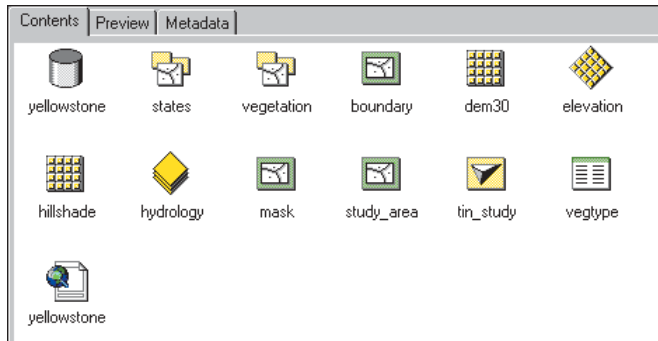 Contents Preview Metadata
yellowstone states vegetation boundary dem30 elevation
hillshade hydrology mask study_area tin_study vegtype
yellowstone